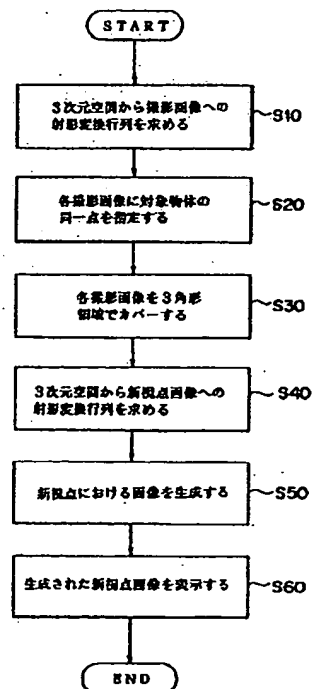 START
3次元空間から撮影画像への
射影変換行列を求める
S10
各撮影画像に対象物体の
同一点を指定する
S20
各撮影画像を3角形
領域でカバーする
S30
3次元空間から新視点画像への
射影変換行列を求める
S40
新視点における画像を生成する
S50
生成された新視点画像を表示する
S60
END